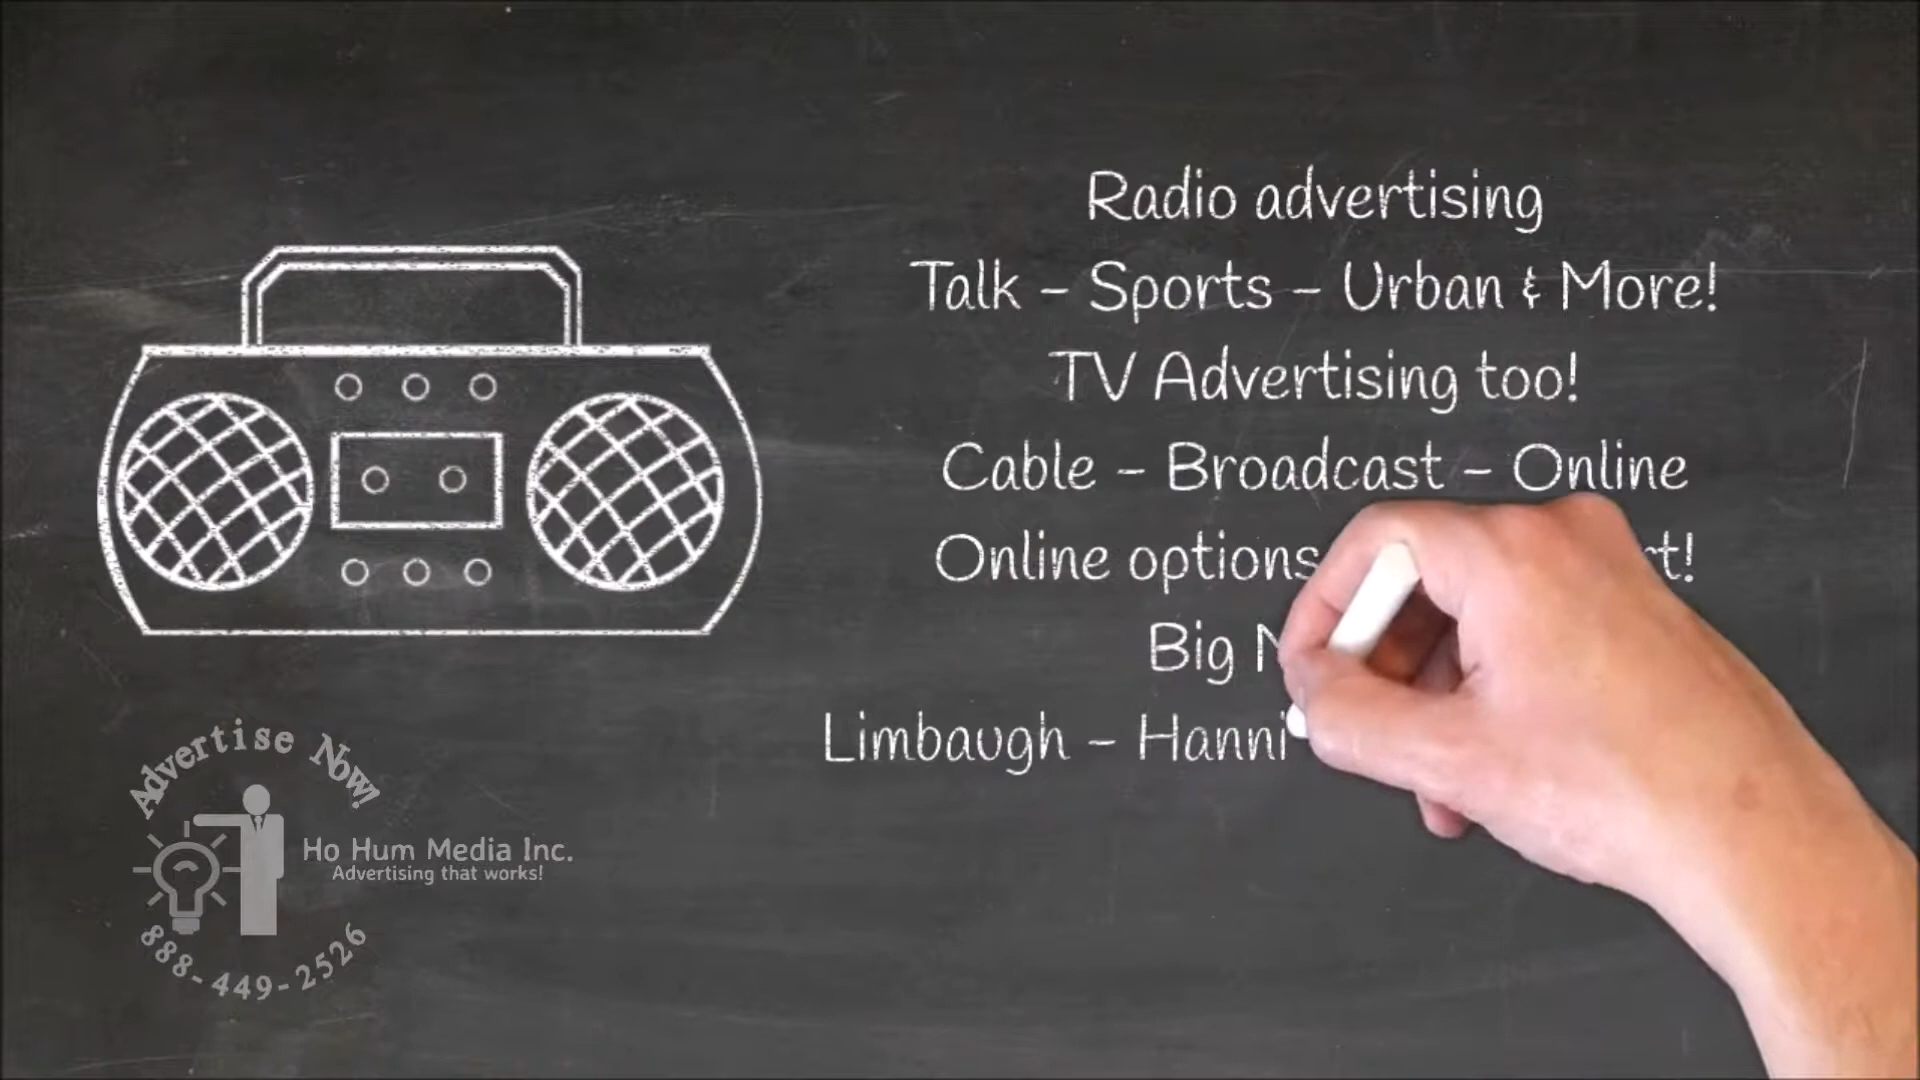 Radio advertising
Talk - Sports - Urban & More!
TV Advertising too!
Cable - Broadcast - Online
Online options
Big
Limbaugh - Hanni
Advertise Now!
Ho Hum Media Inc.
Advertising that works!
888-449-2526